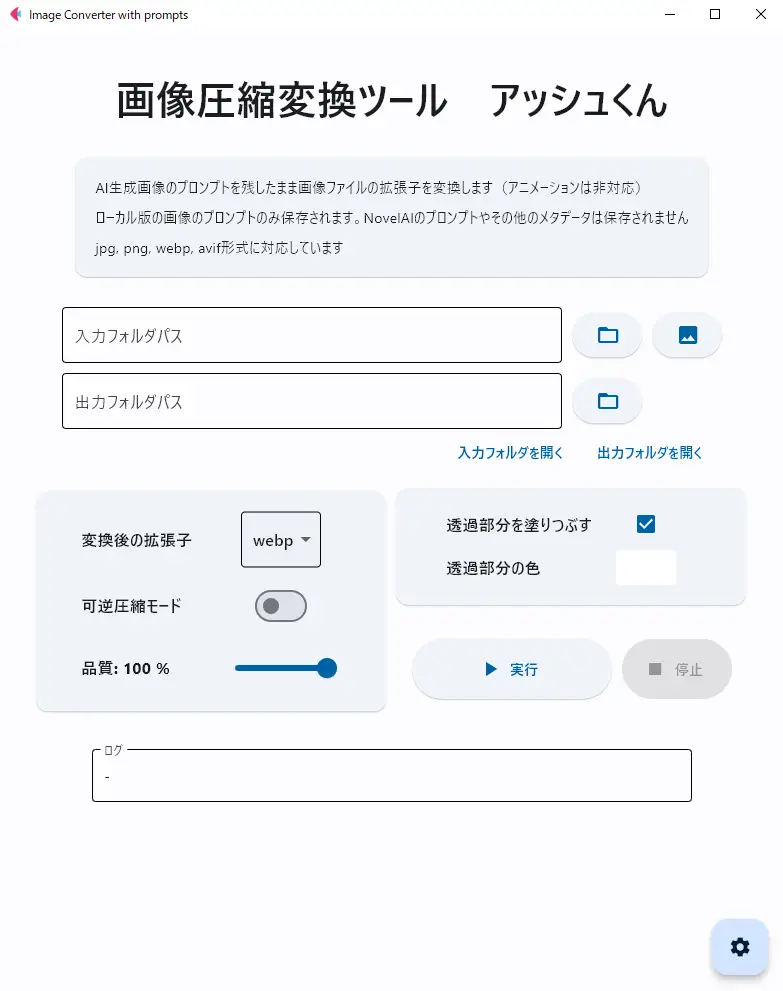 Image Converter with prompts
画像圧縮変換ツール　アッシュくん
AI生成画像のプロンプトを残したまま画像ファイルの拡張子を変換します（アニメーションは非対応）
ローカル版の画像のプロンプトのみ保存されます。NovelAIのプロンプトやその他のメタデータは保存されません
jpg, png, webp, avif形式に対応しています
入力フォルダパス
出力フォルダパス
入力フォルダを開く　出力フォルダを開く
変換後の拡張子　webp
可逆圧縮モード
品質: 100 %
透過部分を塗りつぶす
透過部分の色
実行　停止
ログ
-